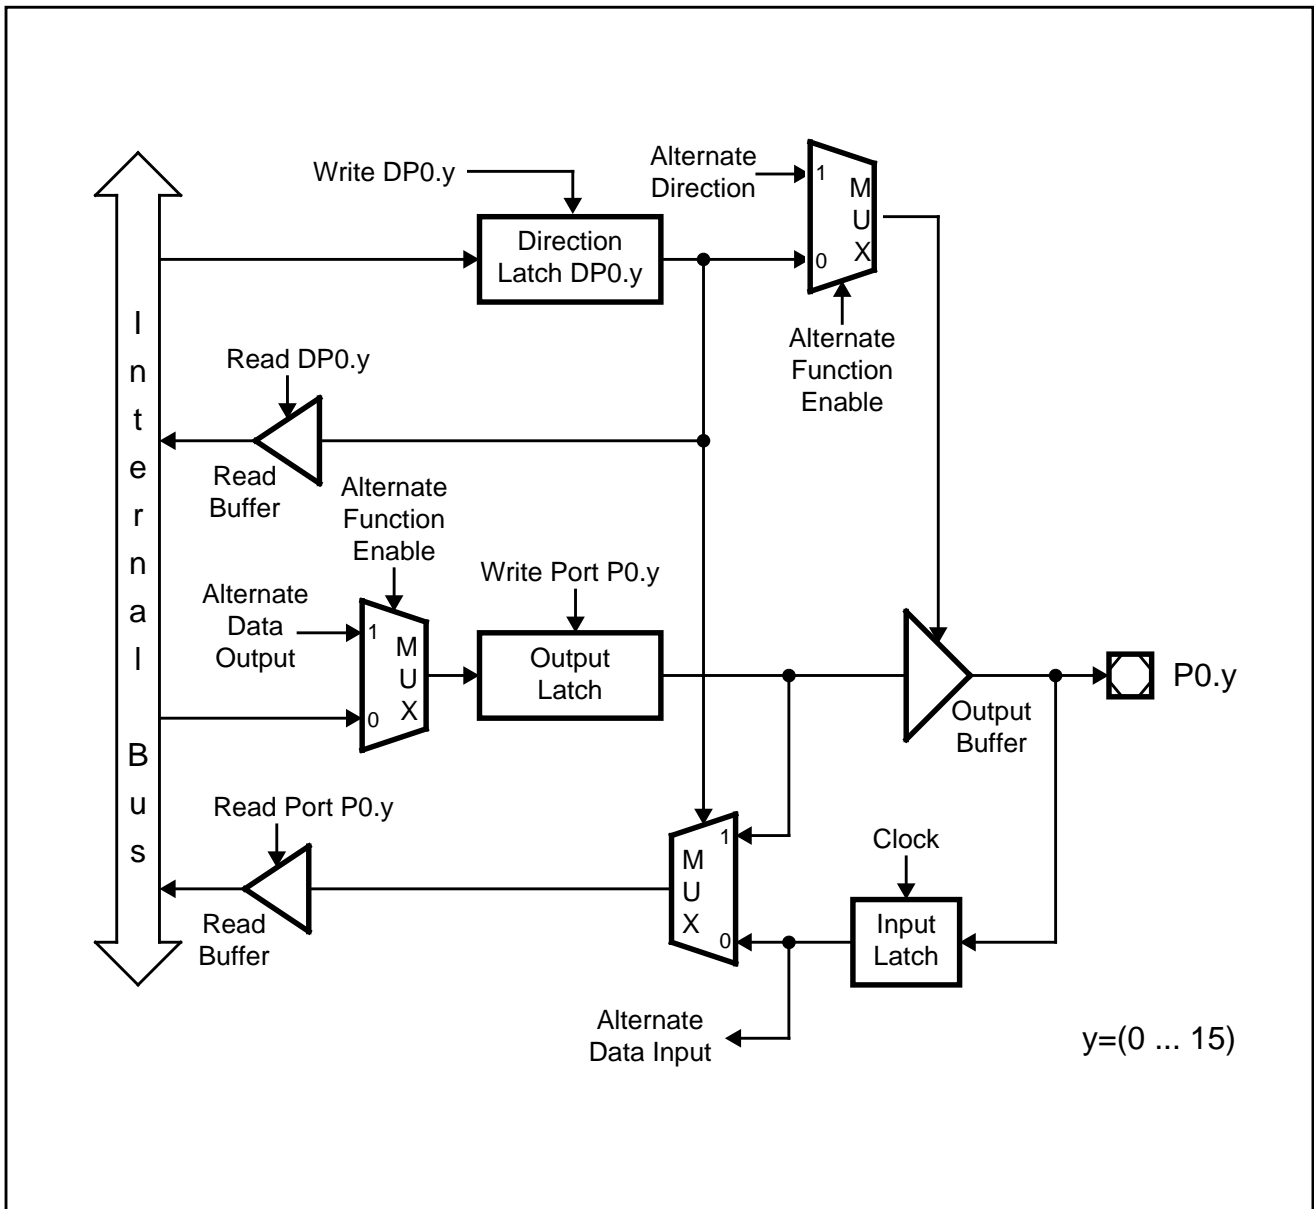 Write DP0.y
Alternate
Direction
1
M
U
X
0
Direction
Latch DP0.y
Alternate
Function
Enable
Internal Bus
Read DP0.y
Read
Buffer
Alternate
Function
Enable
Write Port P0.y
Alternate
Data
Output
1
M
U
X
0
Output
Latch
Output
Buffer
P0.y
Read Port P0.y
Read
Buffer
1
M
U
X
0
Clock
Input
Latch
Alternate
Data Input
y=(0 ... 15)